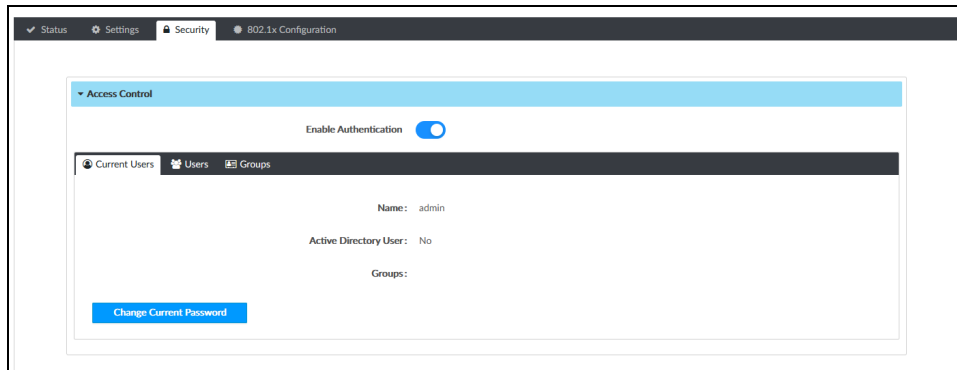 Status Settings Security 802.1x Configuration
Access Control
Enable Authentication
Current Users Users Groups
Name: admin
Active Directory User: No
Groups:
Change Current Password